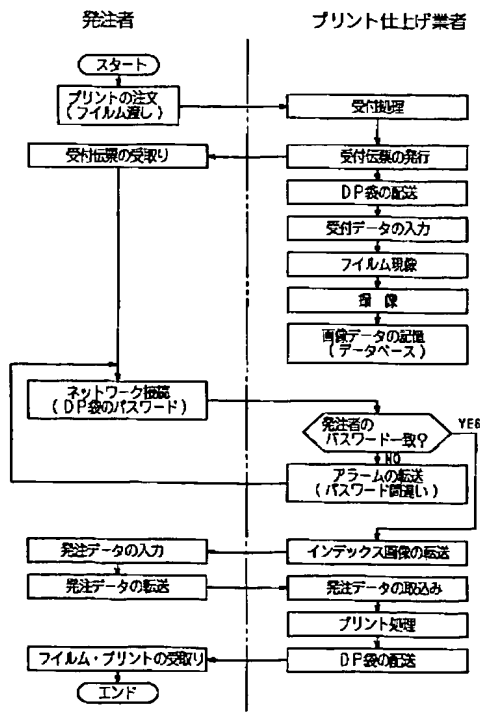 発注者
プリント仕上げ業者
スタート
プリントの注文
(フイルム渡し)
受付処理
受付伝票の受取り
受付伝票の発行
DP袋の配送
受付データの入力
フイルム現像
撮 像
画像データの記憶
(データベース)
ネットワーク接続
(DP袋のパスワード)
発注者の
パスワード一致?
YES
NO
アラームの転送
(パスワード間違い)
発注データの入力
インデックス画像の転送
発注データの転送
発注データの取込み
プリント処理
フイルム・プリントの受取り
DP袋の配送
エンド